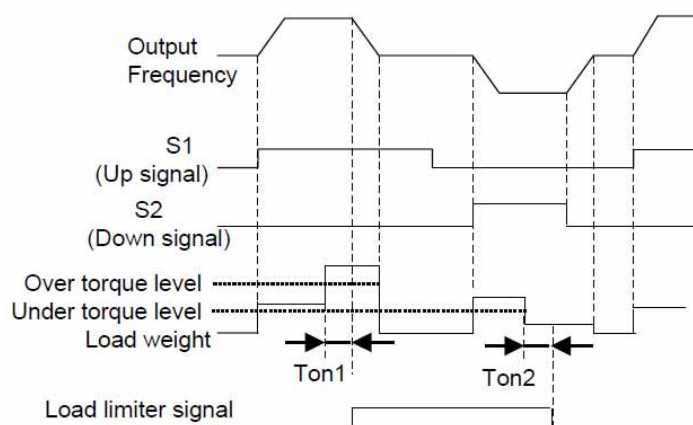 Output
Frequency
S1
(Up signal)
S2
(Down signal)
Over torque level
Under torque level
Load weight
Ton1
Ton2
Load limiter signal